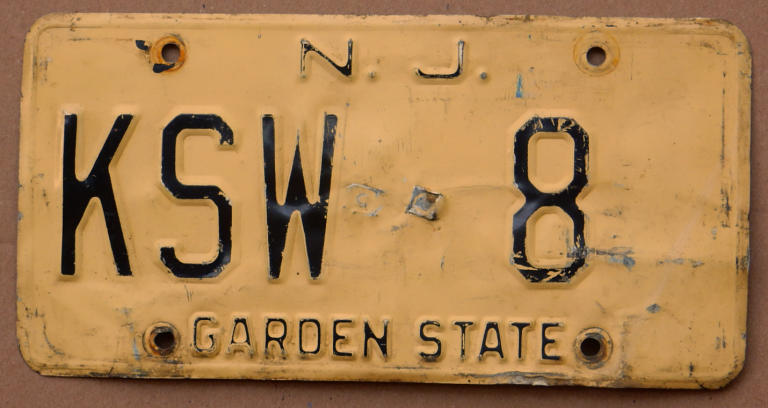 N. J.
KSW 8
GARDEN STATE